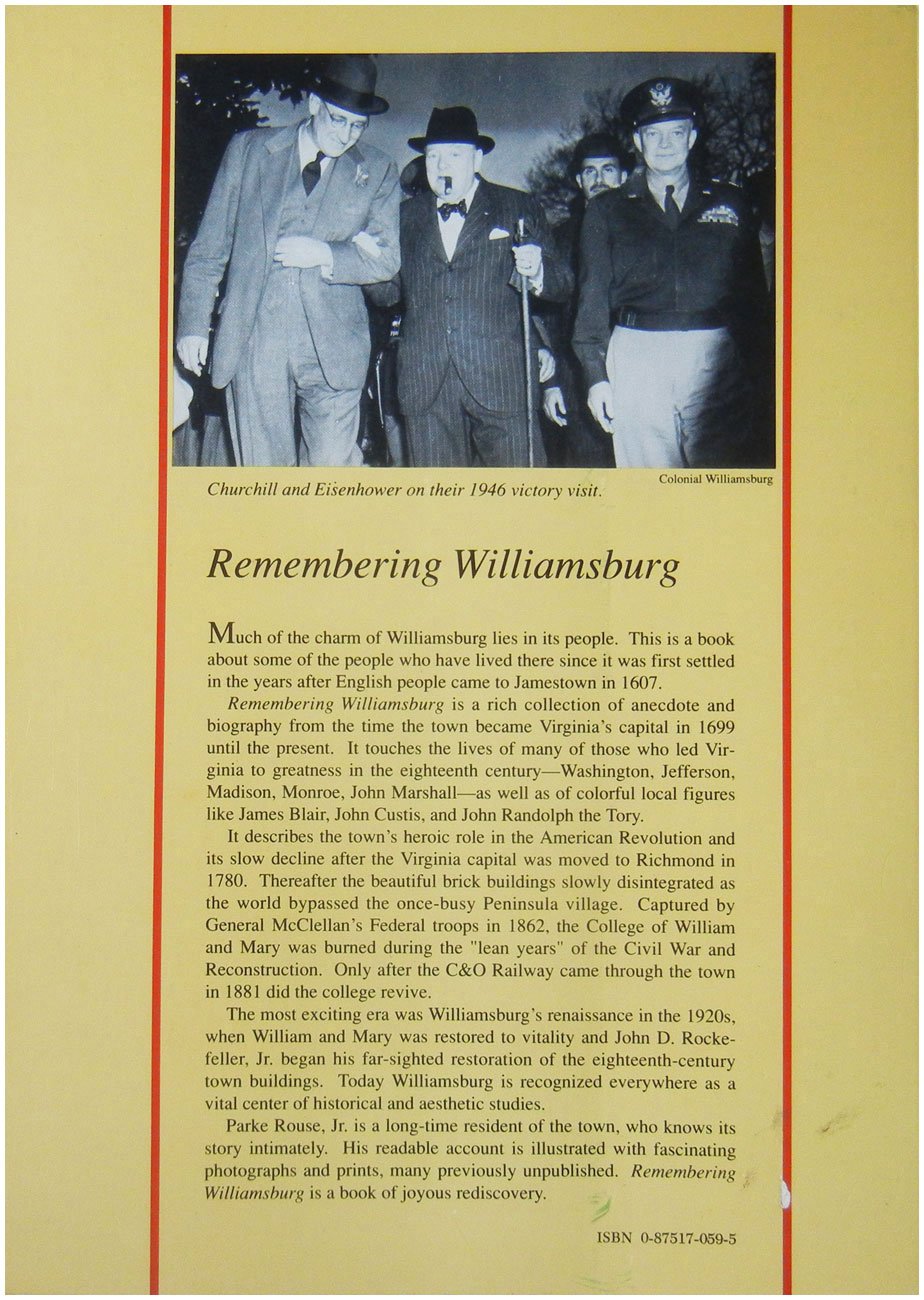 Colonial Williamsburg
Churchill and Eisenhower on their 1946 victory visit.
Remembering Williamsburg
Much of the charm of Williamsburg lies in its people. This is a book
about some of the people who have lived there since it was first settled
in the years after English people came to Jamestown in 1607.
Remembering Williamsburg is a rich collection of anecdote and
biography from the time the town became Virginia's capital in 1699
until the present. It touches the lives of many of those who led Vir-
ginia to greatness in the eighteenth century—Washington, Jefferson,
Madison, Monroe, John Marshall—as well as of colorful local figures
like James Blair, John Custis, and John Randolph the Tory.
It describes the town's heroic role in the American Revolution and
its slow decline after the Virginia capital was moved to Richmond in
1780. Thereafter the beautiful brick buildings slowly disintegrated as
the world bypassed the once-busy Peninsula village. Captured by
General McClellan's Federal troops in 1862, the College of William
and Mary was burned during the "lean years" of the Civil War and
Reconstruction. Only after the C&O Railway came through the town
in 1881 did the college revive.
The most exciting era was Williamsburg's renaissance in the 1920s,
when William and Mary was restored to vitality and John D. Rocke-
feller, Jr. began his far-sighted restoration of the eighteenth-century
town buildings. Today Williamsburg is recognized everywhere as a
vital center of historical and aesthetic studies.
Parke Rouse, Jr. is a long-time resident of the town, who knows its
story intimately. His readable account is illustrated with fascinating
photographs and prints, many previously unpublished. Remembering
Williamsburg is a book of joyous rediscovery.
ISBN 0-87517-059-5